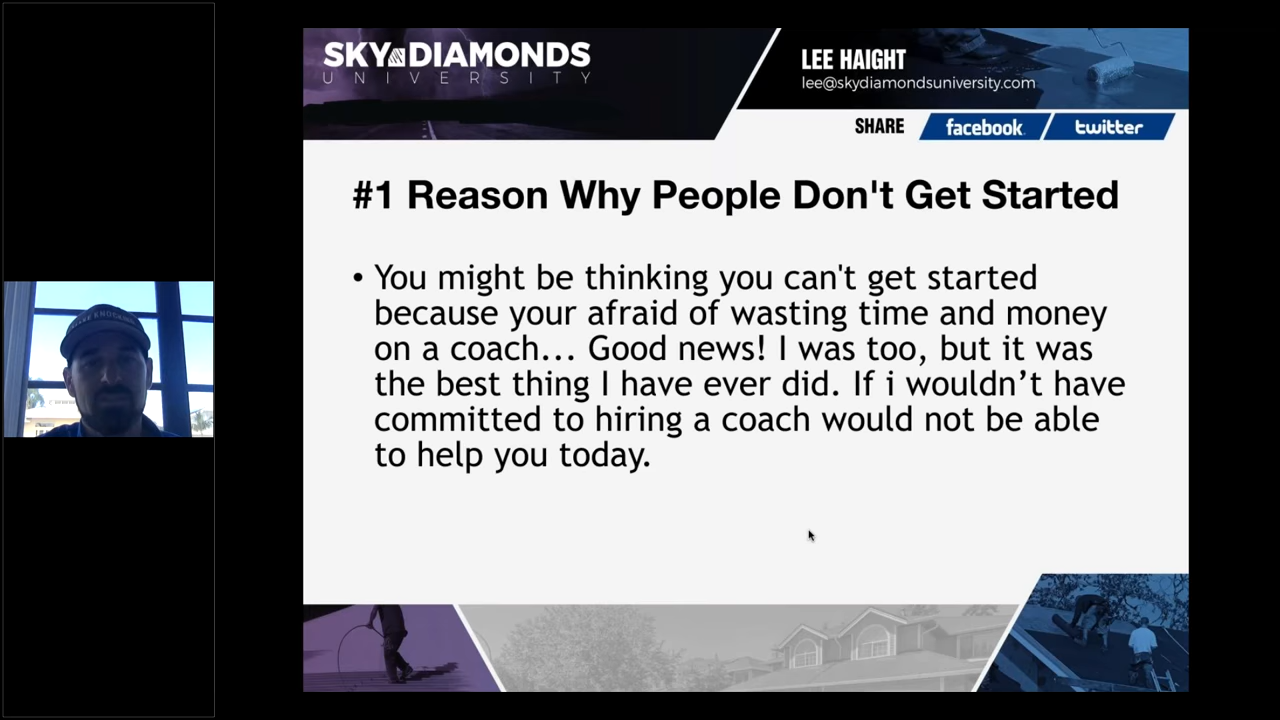 SKY DIAMONDS
UNIVERSITY
LEE HAIGHT
lee@skydiamondsuniversity.com
SHARE facebook twitter
#1 Reason Why People Don't Get Started
• You might be thinking you can't get started
because your afraid of wasting time and money
on a coach... Good news! I was too, but it was
the best thing I have ever did. If i wouldn’t have
committed to hiring a coach would not be able
to help you today.